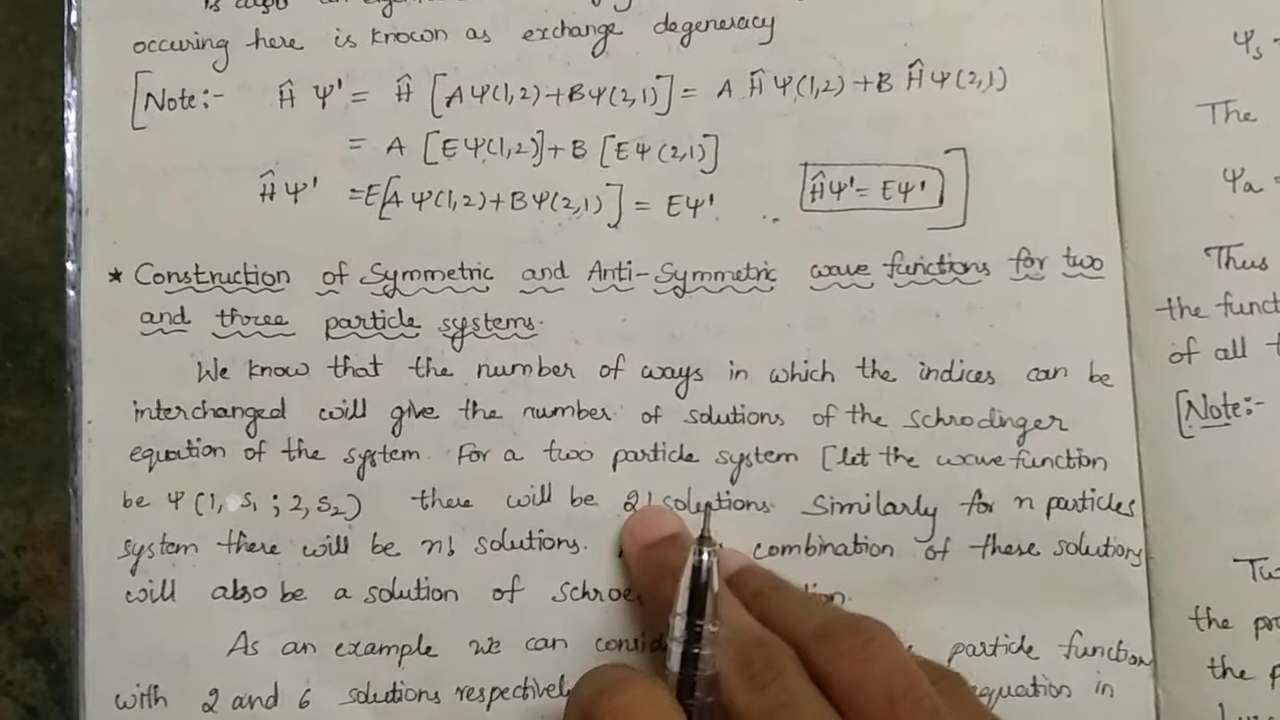 occuring here is known as exchange degeneracy
[Note:- Ĥ Ψ' = Ĥ [AΨ(1,2)+BΨ(2,1)] = A ĤΨ(1,2)+B ĤΨ(2,1)
= A [EΨ(1,2)]+B [EΨ(2,1)]
ĤΨ' =E[AΨ(1,2)+BΨ(2,1)] = EΨ' ĤΨ'= EΨ' ]
* Construction of Symmetric and Anti-Symmetric wave functions for two
and three particle systems.
We know that the number of ways in which the indices can be
interchanged will give the number of solutions of the schrodinger
equation of the system. For a two particle system [let the wavefunction
be Ψ(1, S1 ; 2, S2) there will be 2! solutions. Similarly for n particles
system there will be n! solutions. combination of these solutions
will also be a solution of
As an example we can particle function
with 2 and 6 solutions in
Ψs
The
Ψa =
Thus
the
of all
[Note:-
the
the